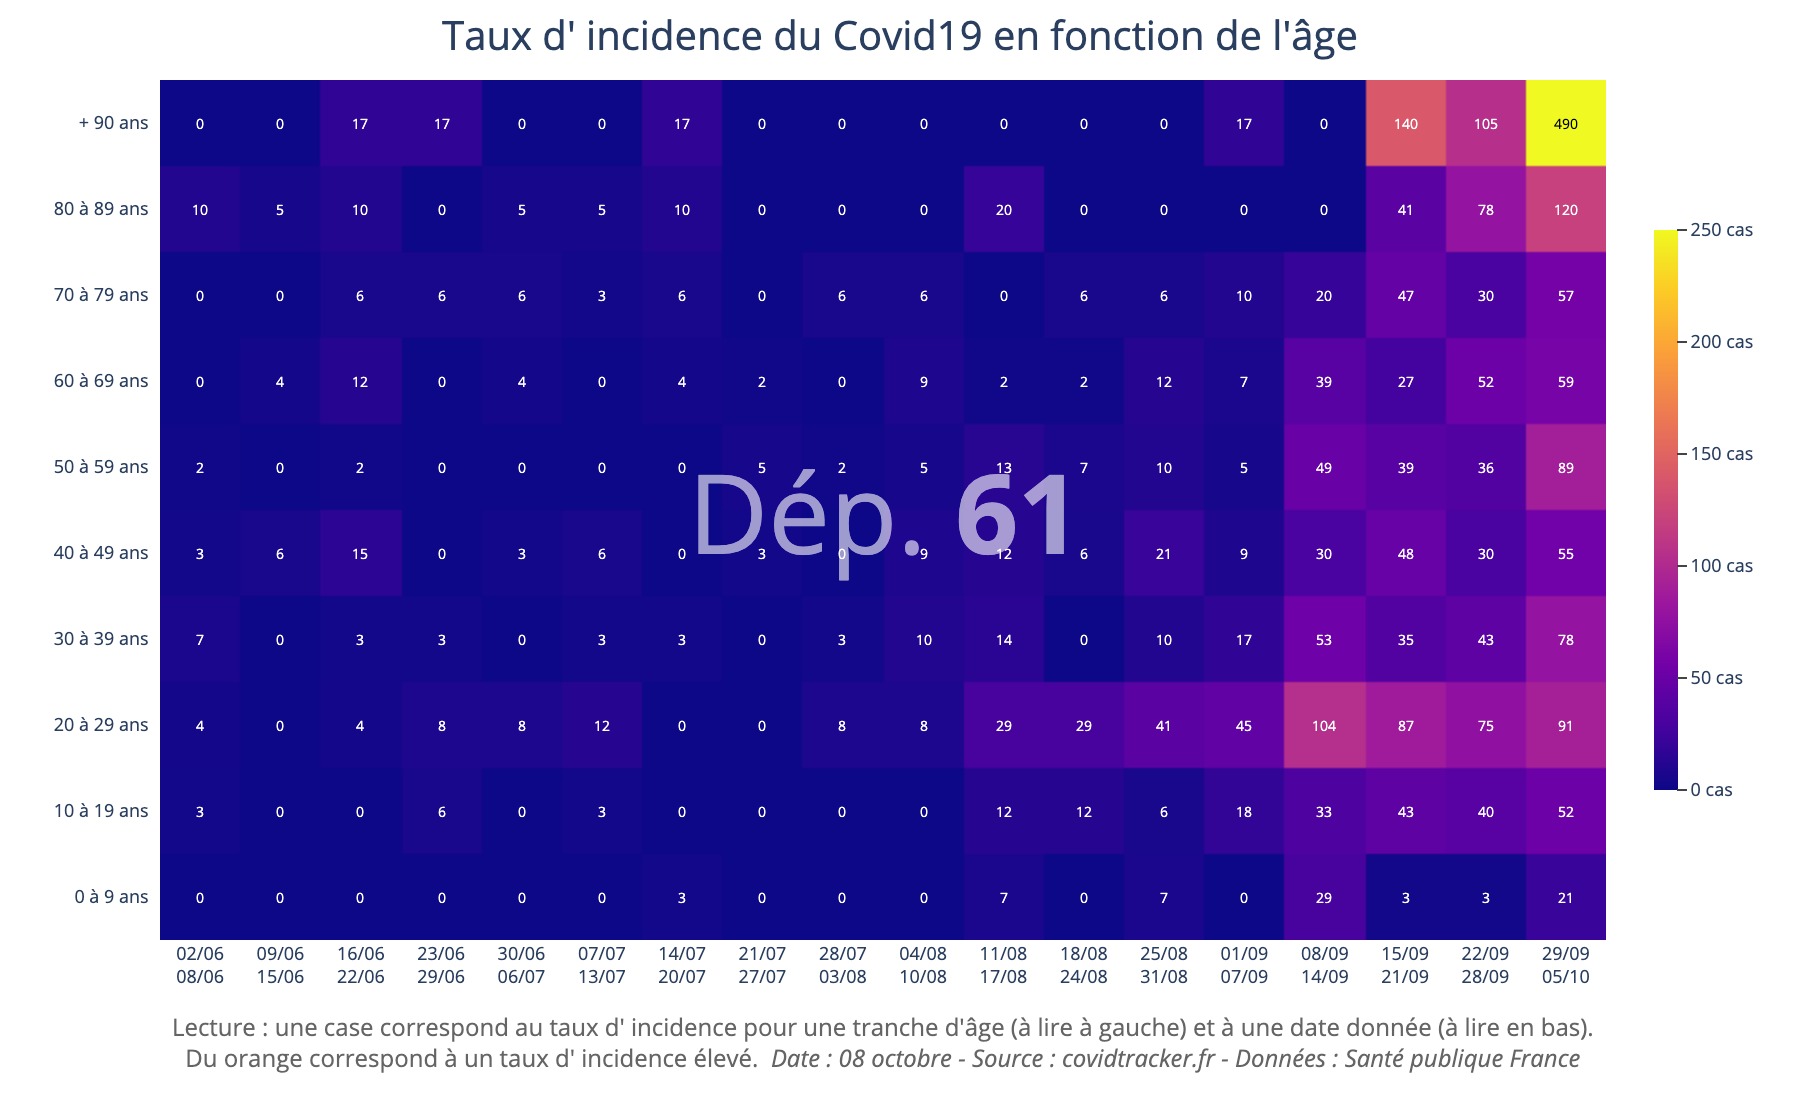 Taux d' incidence du Covid19 en fonction de l'âge
+ 90 ans 0 0 17 17 0 0 17 0 0 0 0 0 0 17 0 140 105 490
80 à 89 ans 10 5 10 0 5 5 10 0 0 0 20 0 0 0 0 41 78 120
70 à 79 ans 0 0 6 6 6 3 6 0 6 6 0 6 6 10 20 47 30 57
60 à 69 ans 0 4 12 0 4 0 4 2 0 9 2 2 12 7 39 27 52 59
50 à 59 ans 2 0 2 0 0 0 0 5 2 5 13 7 10 5 49 39 36 89
Dép. 61
40 à 49 ans 3 6 15 0 3 6 0 3 0 9 12 6 21 9 30 48 30 55
30 à 39 ans 7 0 3 3 0 3 3 0 3 10 14 0 10 17 53 35 43 78
20 à 29 ans 4 0 4 8 8 12 0 0 8 8 29 29 41 45 104 87 75 91
10 à 19 ans 3 0 0 6 0 3 0 0 0 0 12 12 6 18 33 43 40 52
0 à 9 ans 0 0 0 0 0 0 3 0 0 0 7 0 7 0 29 3 3 21
02/06 09/06 16/06 23/06 30/06 07/07 14/07 21/07 28/07 04/08 11/08 18/08 25/08 01/09 08/09 15/09 22/09 29/09
08/06 15/06 22/06 29/06 06/07 13/07 20/07 27/07 03/08 10/08 17/08 24/08 31/08 07/09 14/09 21/09 28/09 05/10
250 cas
200 cas
150 cas
100 cas
50 cas
0 cas
Lecture : une case correspond au taux d' incidence pour une tranche d'âge (à lire à gauche) et à une date donnée (à lire en bas).
Du orange correspond à un taux d' incidence élevé. Date : 08 octobre - Source : covidtracker.fr - Données : Santé publique France